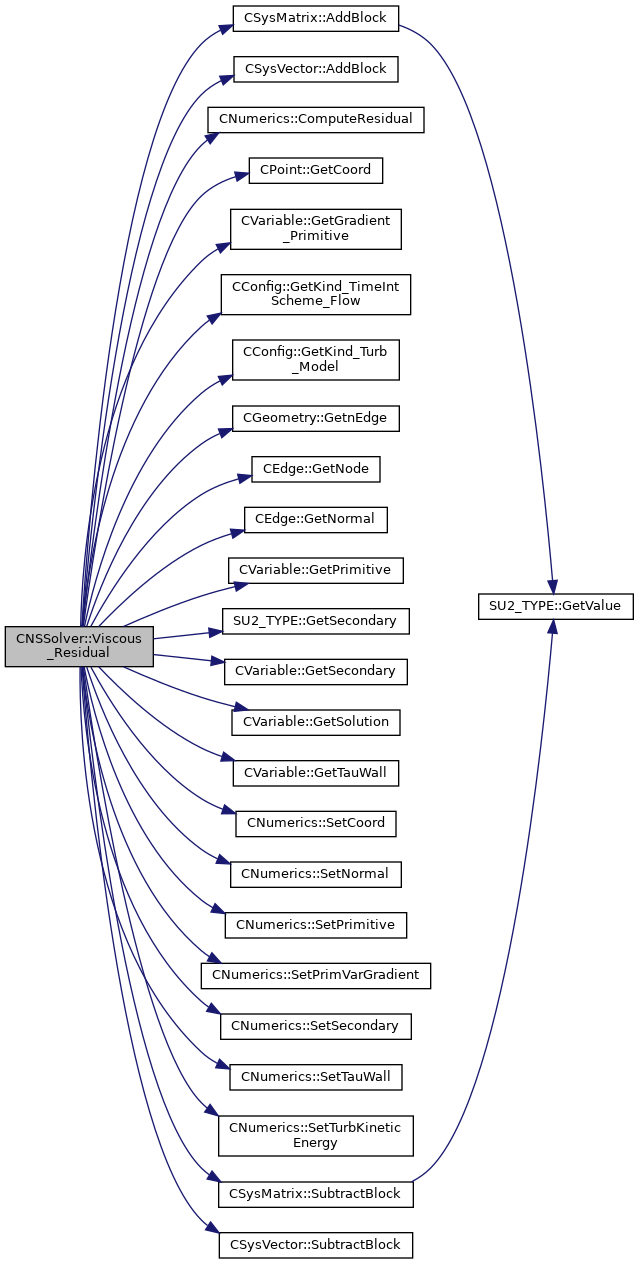 CSysMatrix::AddBlock
CSysVector::AddBlock
CNumerics::ComputeResidual
CPoint::GetCoord
CVariable::GetGradient
_Primitive
CConfig::GetKind_TimeInt
Scheme_Flow
CConfig::GetKind_Turb
_Model
CGeometry::GetnEdge
CEdge::GetNode
CEdge::GetNormal
CVariable::GetPrimitive
SU2_TYPE::GetValue
SU2_TYPE::GetSecondary
CNSSolver::Viscous
_Residual
CVariable::GetSecondary
CVariable::GetSolution
CVariable::GetTauWall
CNumerics::SetCoord
CNumerics::SetNormal
CNumerics::SetPrimitive
CNumerics::SetPrimVarGradient
CNumerics::SetSecondary
CNumerics::SetTauWall
CNumerics::SetTurbKinetic
Energy
CSysMatrix::SubtractBlock
CSysVector::SubtractBlock